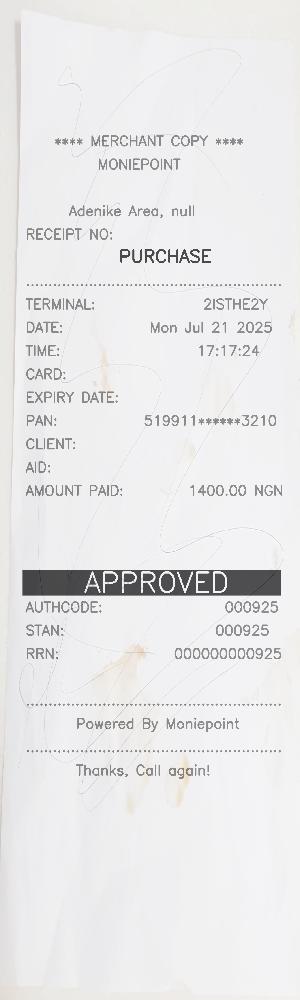 **** MERCHANT COPY ****
MONIEPOINT
Adenike Area, null
RECEIPT NO:
PURCHASE
TERMINAL: 2ISTHE2Y
DATE: Mon Jul 21 2025
TIME: 17:17:24
CARD:
EXPIRY DATE:
PAN: 519911******3210
CLIENT:
AID:
AMOUNT PAID: 1400.00 NGN
APPROVED
AUTHCODE: 000925
STAN: 000925
RRN: 000000000925
Powered By Moniepoint
Thanks, Call again!